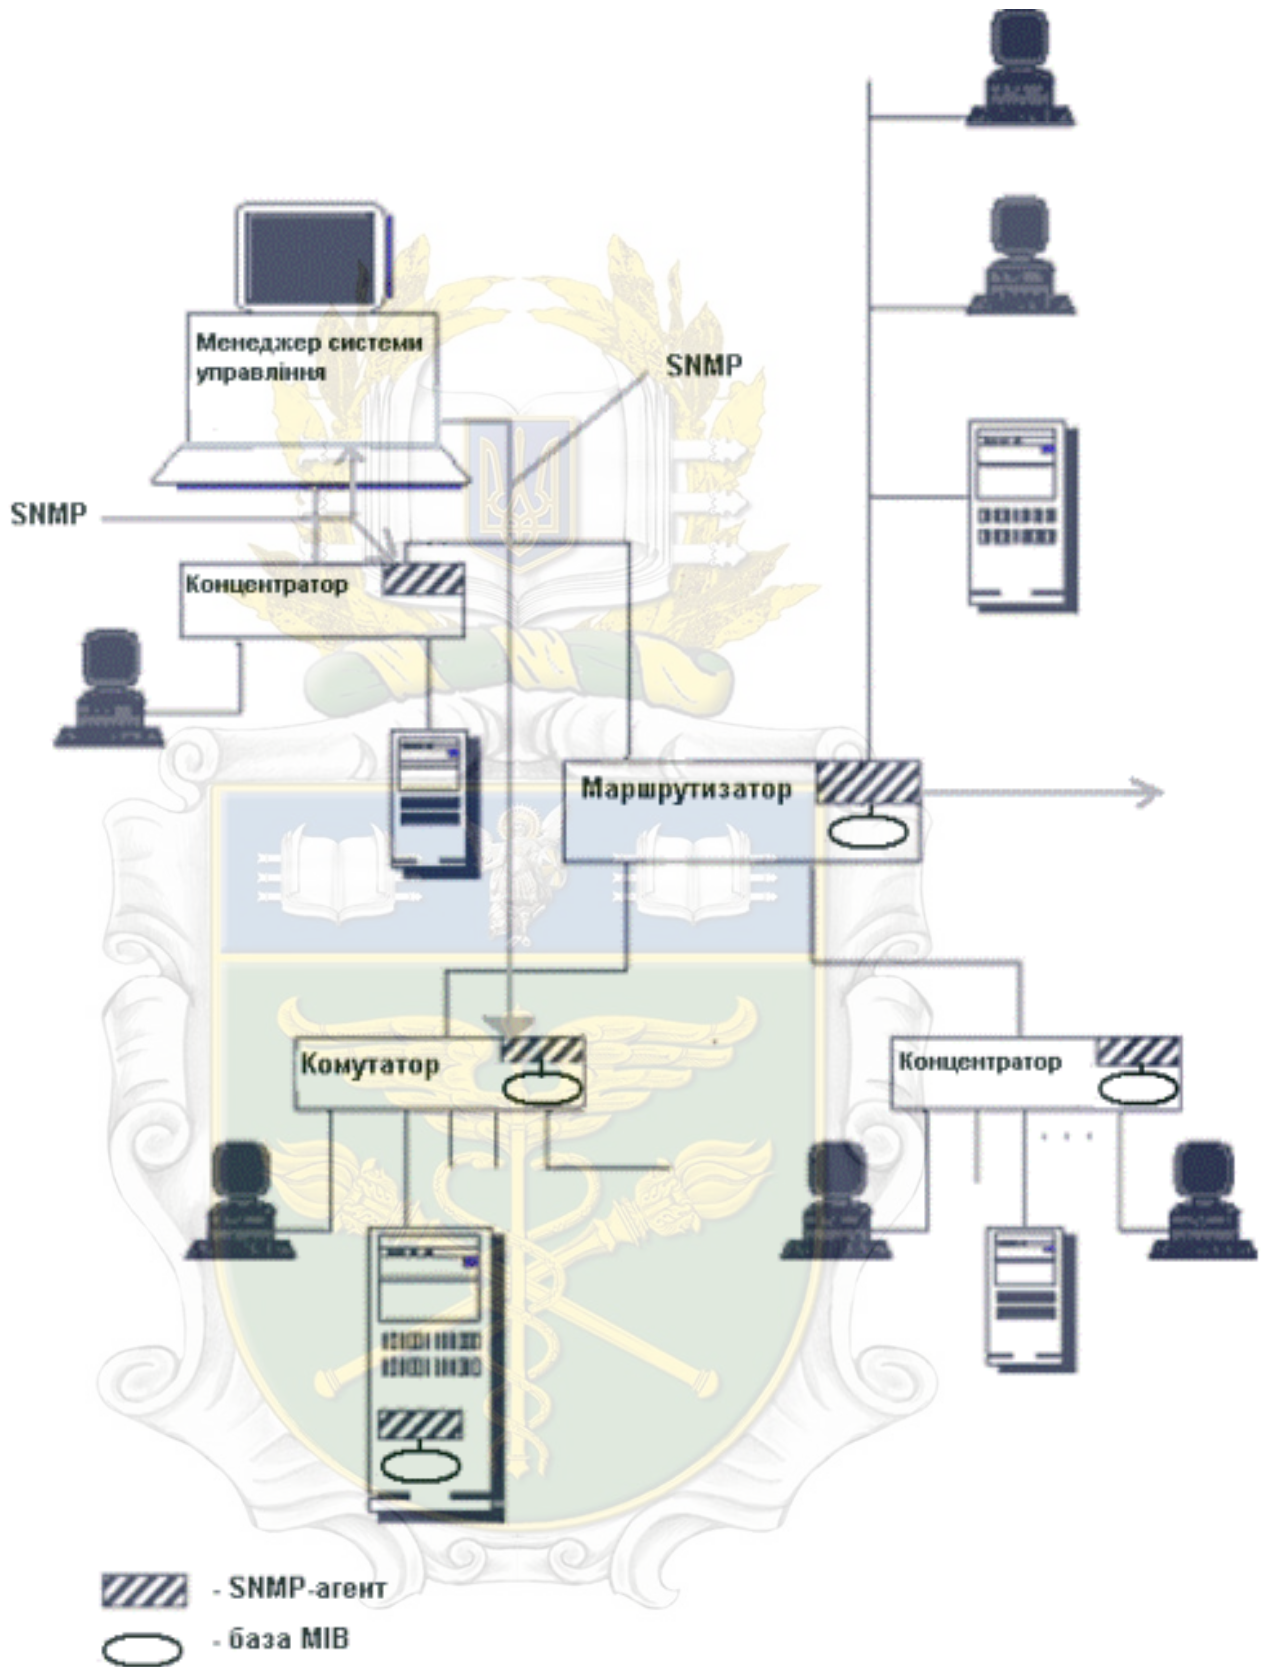 Менеджер системи
управління
SNMP
SNMP
Концентратор
Маршрутизатор
Комутатор
Концентратор
- SNMP-агент
- база MIB